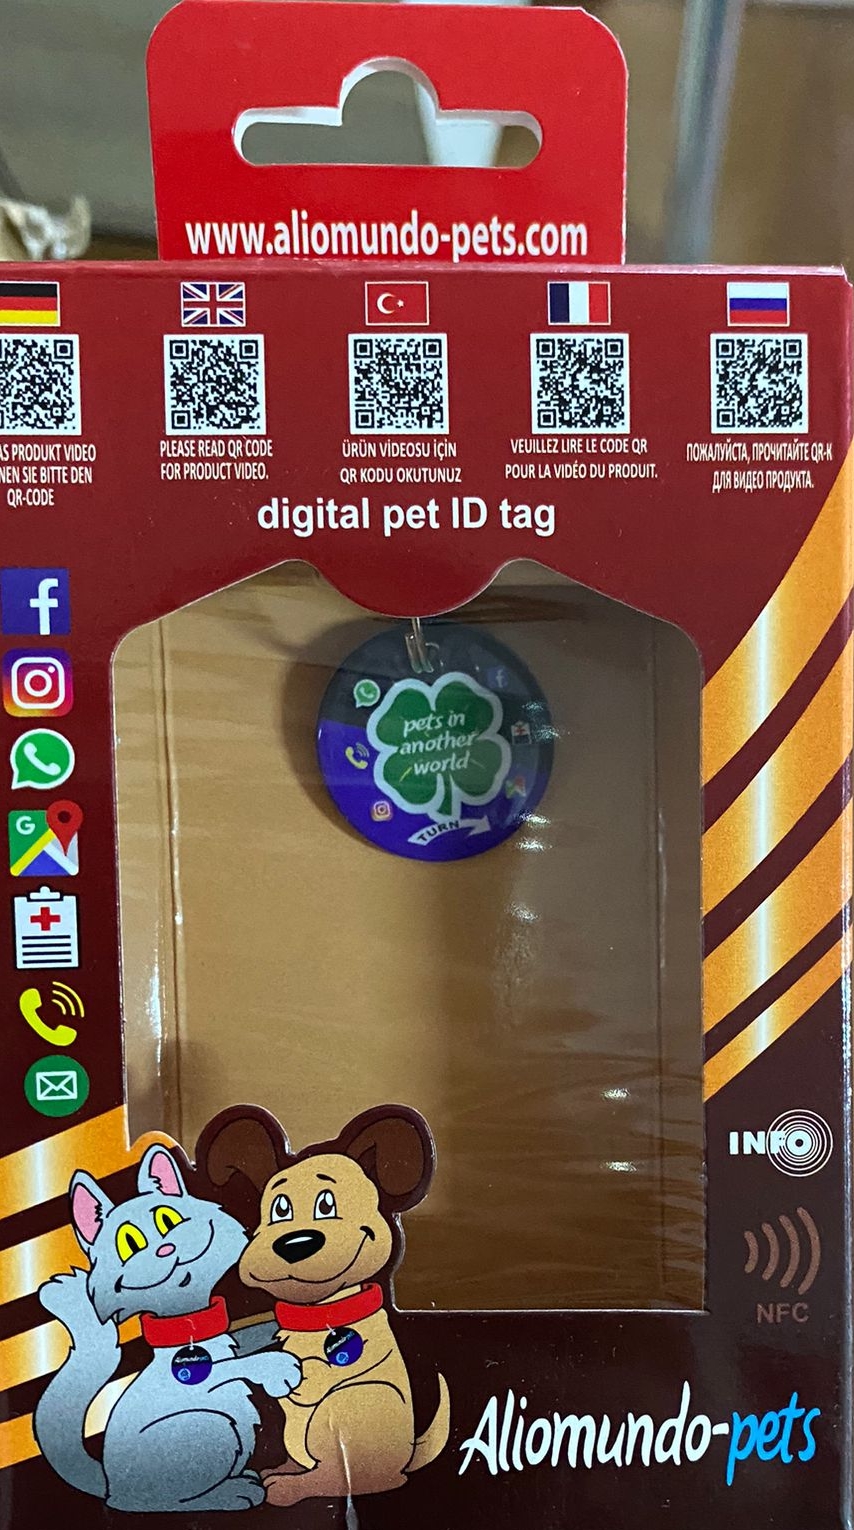 www.aliomundo-pets.com
AS PRODUKT VIDEO
NEN SIE BITTE DEN
QR-CODE
PLEASE READ QR CODE
FOR PRODUCT VIDEO.
ÜRÜN VİDEOSU İÇİN
QR KODU OKUTUNUZ
VEUILLEZ LIRE LE CODE QR
POUR LA VIDÉO DU PRODUIT.
ПОЖАЛУЙСТА, ПРОЧИТАЙТЕ QR-К
ДЛЯ ВИДЕО ПРОДУКТА.
digital pet ID tag
pets in
another
world
TURN
G
INFO
NFC
Aliomundo-pets